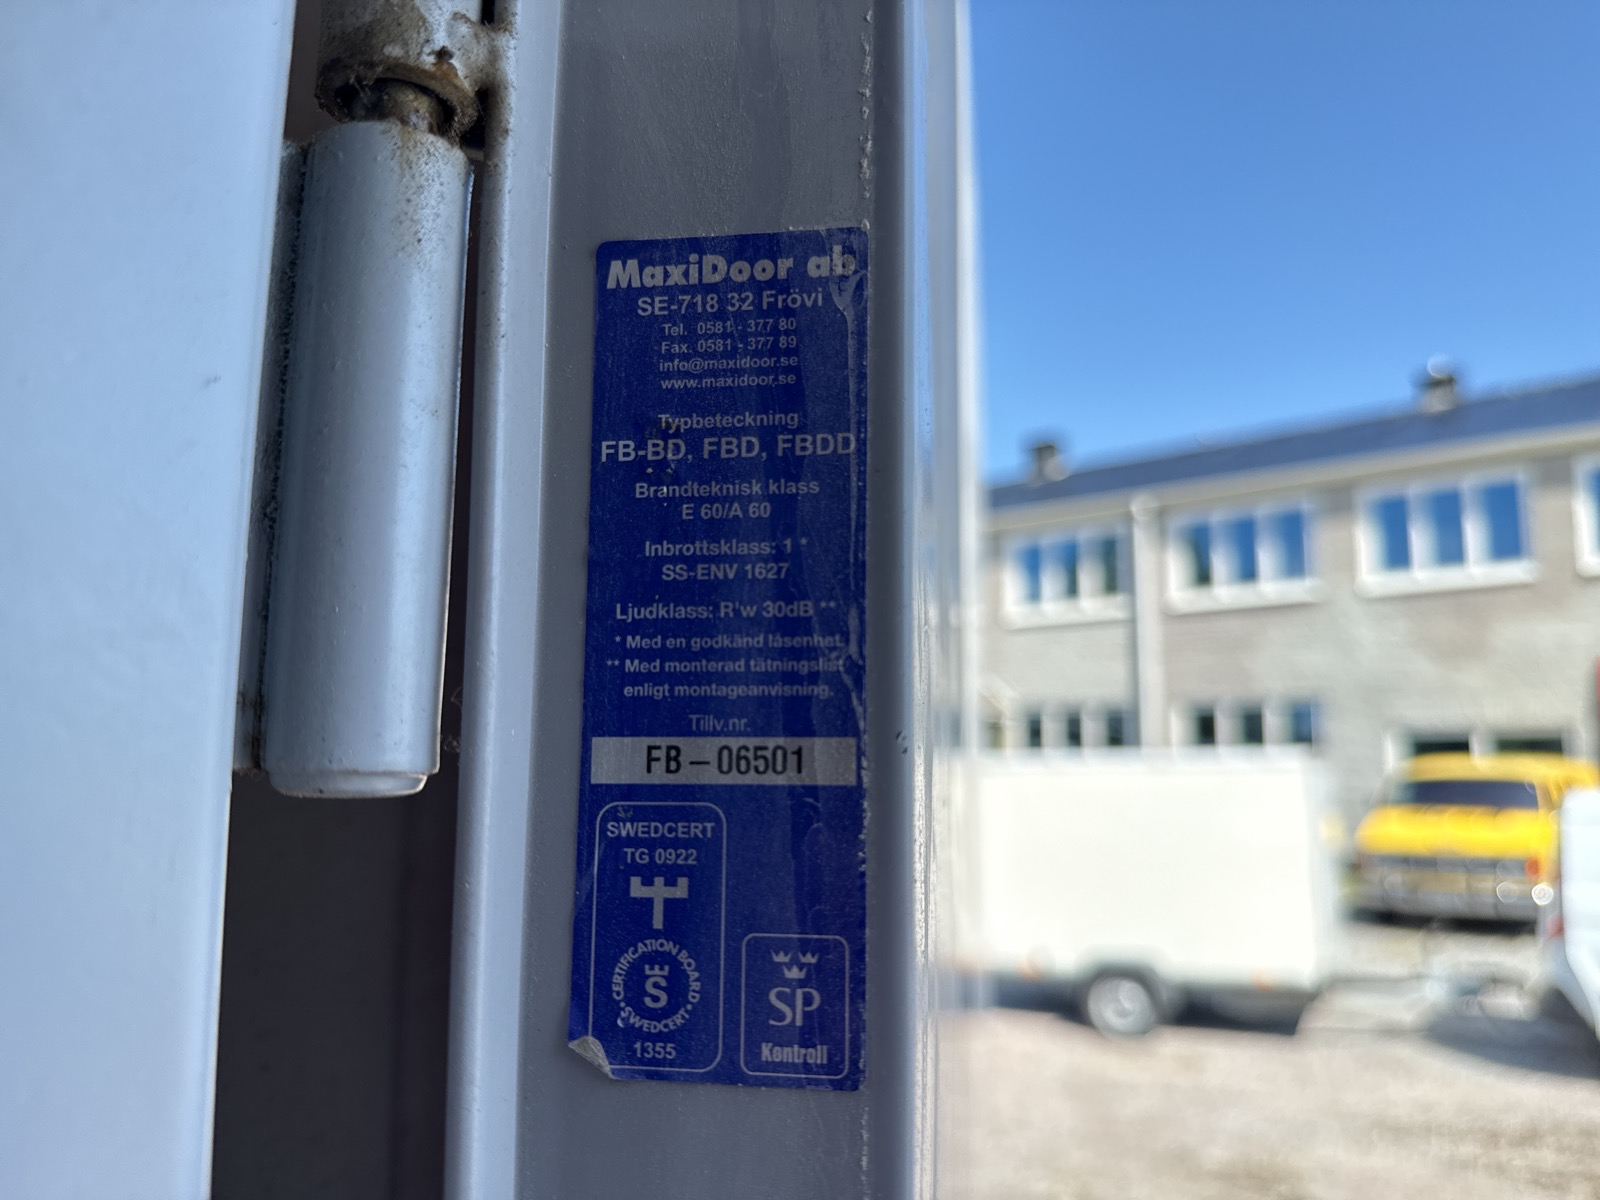 MaxiDoor ab
SE-718 32 Frövi
Tel. 0581 - 377 80
Fax. 0581 - 377 89
info@maxidoor.se
www.maxidoor.se
Typbeteckning
FB-BD, FBD, FBDD
Brandteknisk klass
E 60/A 60
Inbrottsklass: 1 *
SS-ENV 1627
Ljudklass: R'w 30dB **
* Med en godkänd låsenhet.
** Med monterad tätningslist
enligt montageanvisning.
Tillv.nr.
FB – 06501
SWEDCERT
TG 0922
CERTIFICATION BOARD
S
SWEDCERT
1355
SP
Kontroll